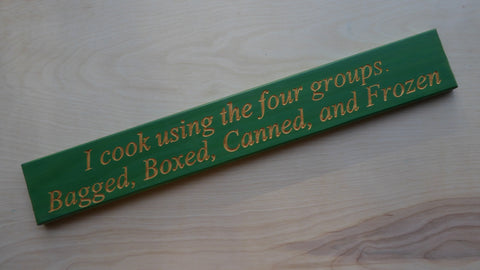 I cook using the four groups.
Bagged, Boxed, Canned, and Frozen